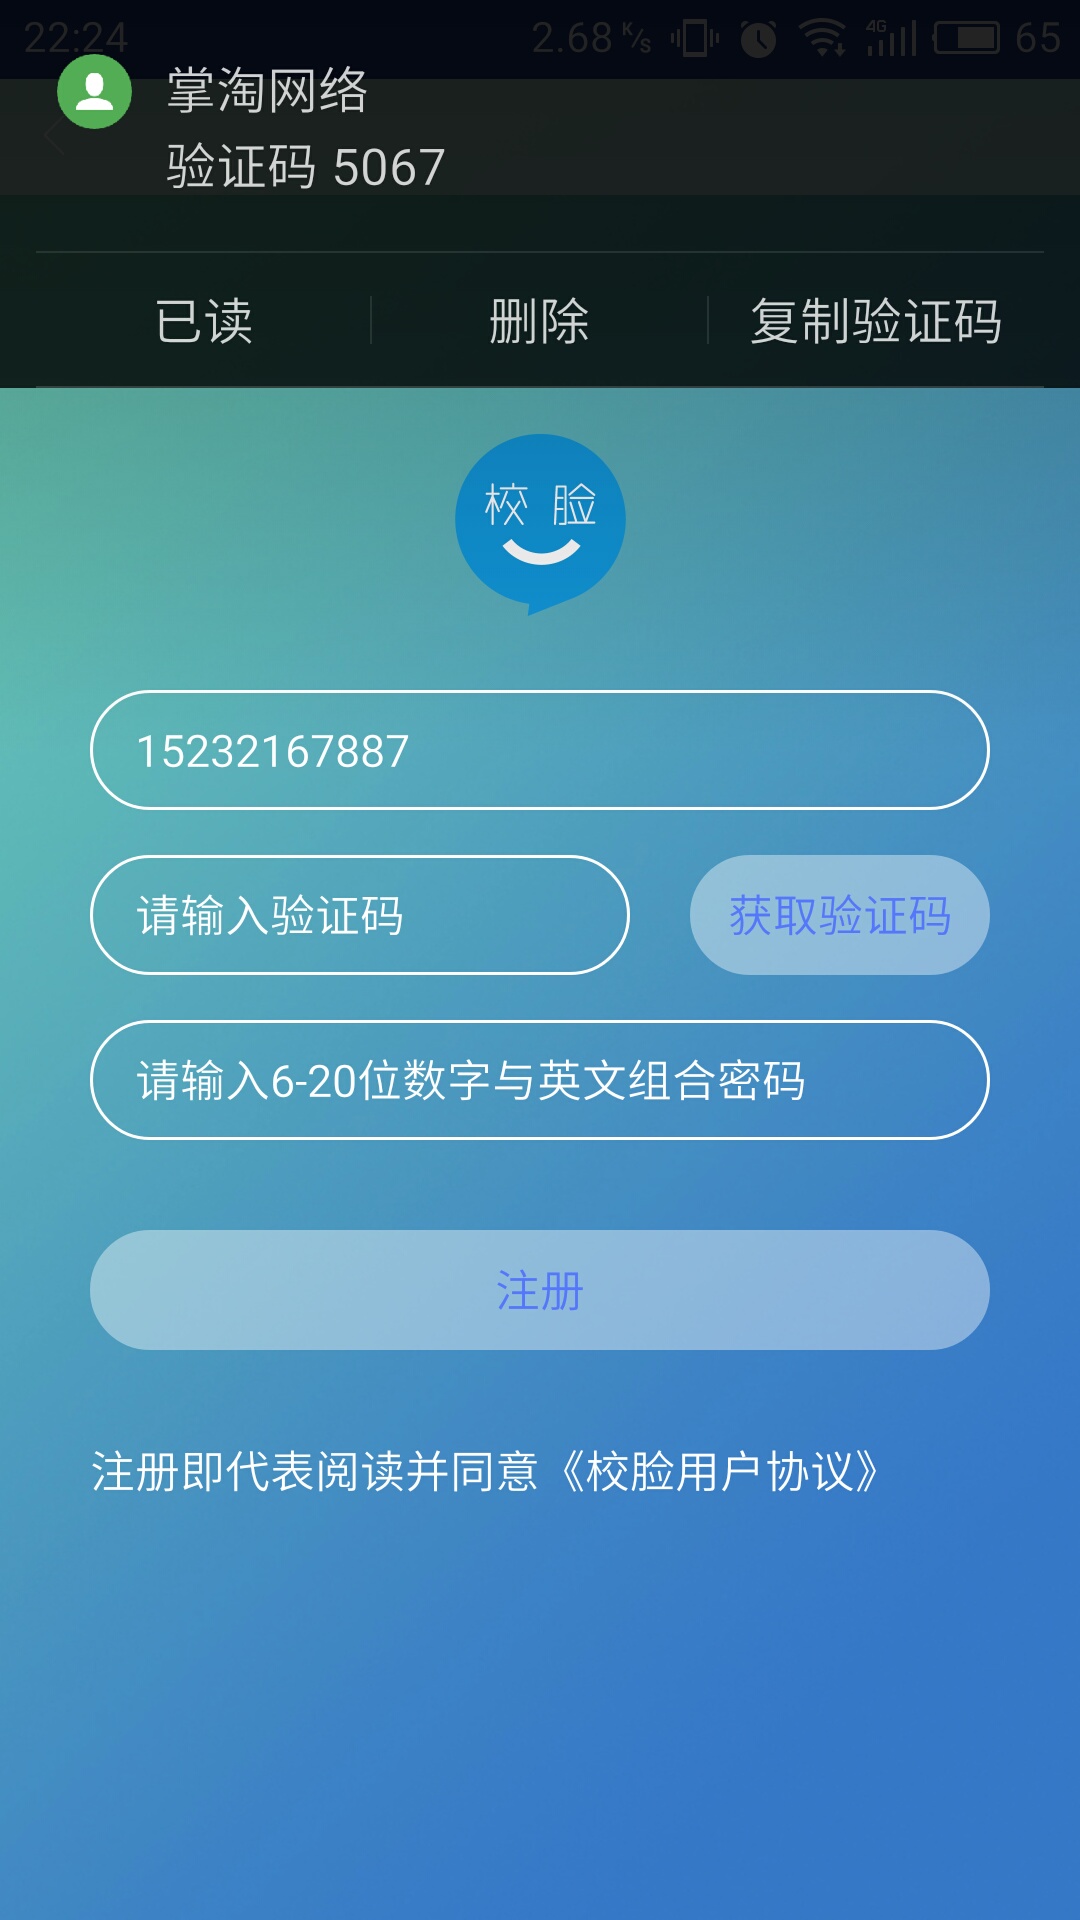 22:24 2.68 K/s 4G 65
掌淘网络
验证码 5067
已读 删除 复制验证码
校 脸
15232167887
请输入验证码 获取验证码
请输入6-20位数字与英文组合密码
注册
注册即代表阅读并同意《校脸用户协议》